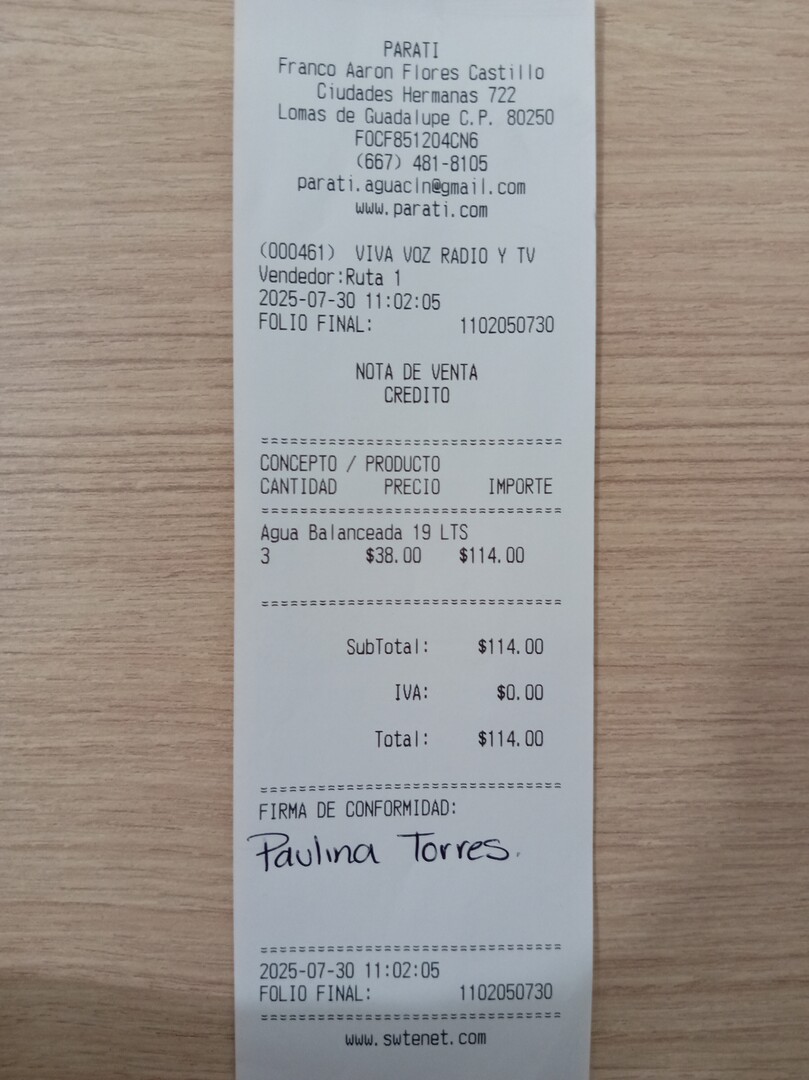 PARATI
Franco Aaron Flores Castillo
Ciudades Hermanas 722
Lomas de Guadalupe C.P. 80250
FOCF851204CN6
(667) 481-8105
parati.aguacln@gmail.com
www.parati.com
(000461) VIVA VOZ RADIO Y TV
Vendedor:Ruta 1
2025-07-30 11:02:05
FOLIO FINAL: 1102050730
NOTA DE VENTA
CREDITO
================================
CONCEPTO / PRODUCTO
CANTIDAD PRECIO IMPORTE
================================
Agua Balanceada 19 LTS
3 $38.00 $114.00
================================
SubTotal: $114.00
IVA: $0.00
Total: $114.00
================================
FIRMA DE CONFORMIDAD:
Paulina Torres.
================================
2025-07-30 11:02:05
FOLIO FINAL: 1102050730
================================
www.swtenet.com